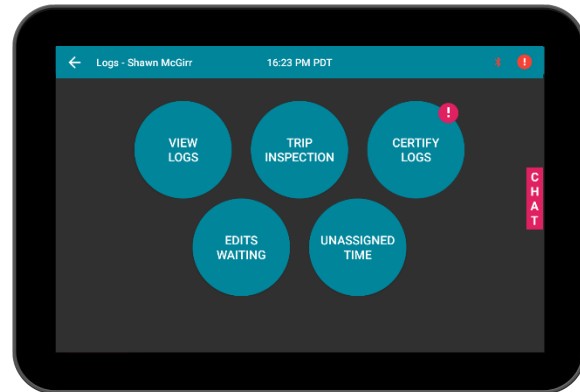 Logs - Shawn McGirr
16:23 PM PDT
VIEW
LOGS
TRIP
INSPECTION
CERTIFY
LOGS
!
!
EDITS
WAITING
UNASSIGNED
TIME
C
H
A
T